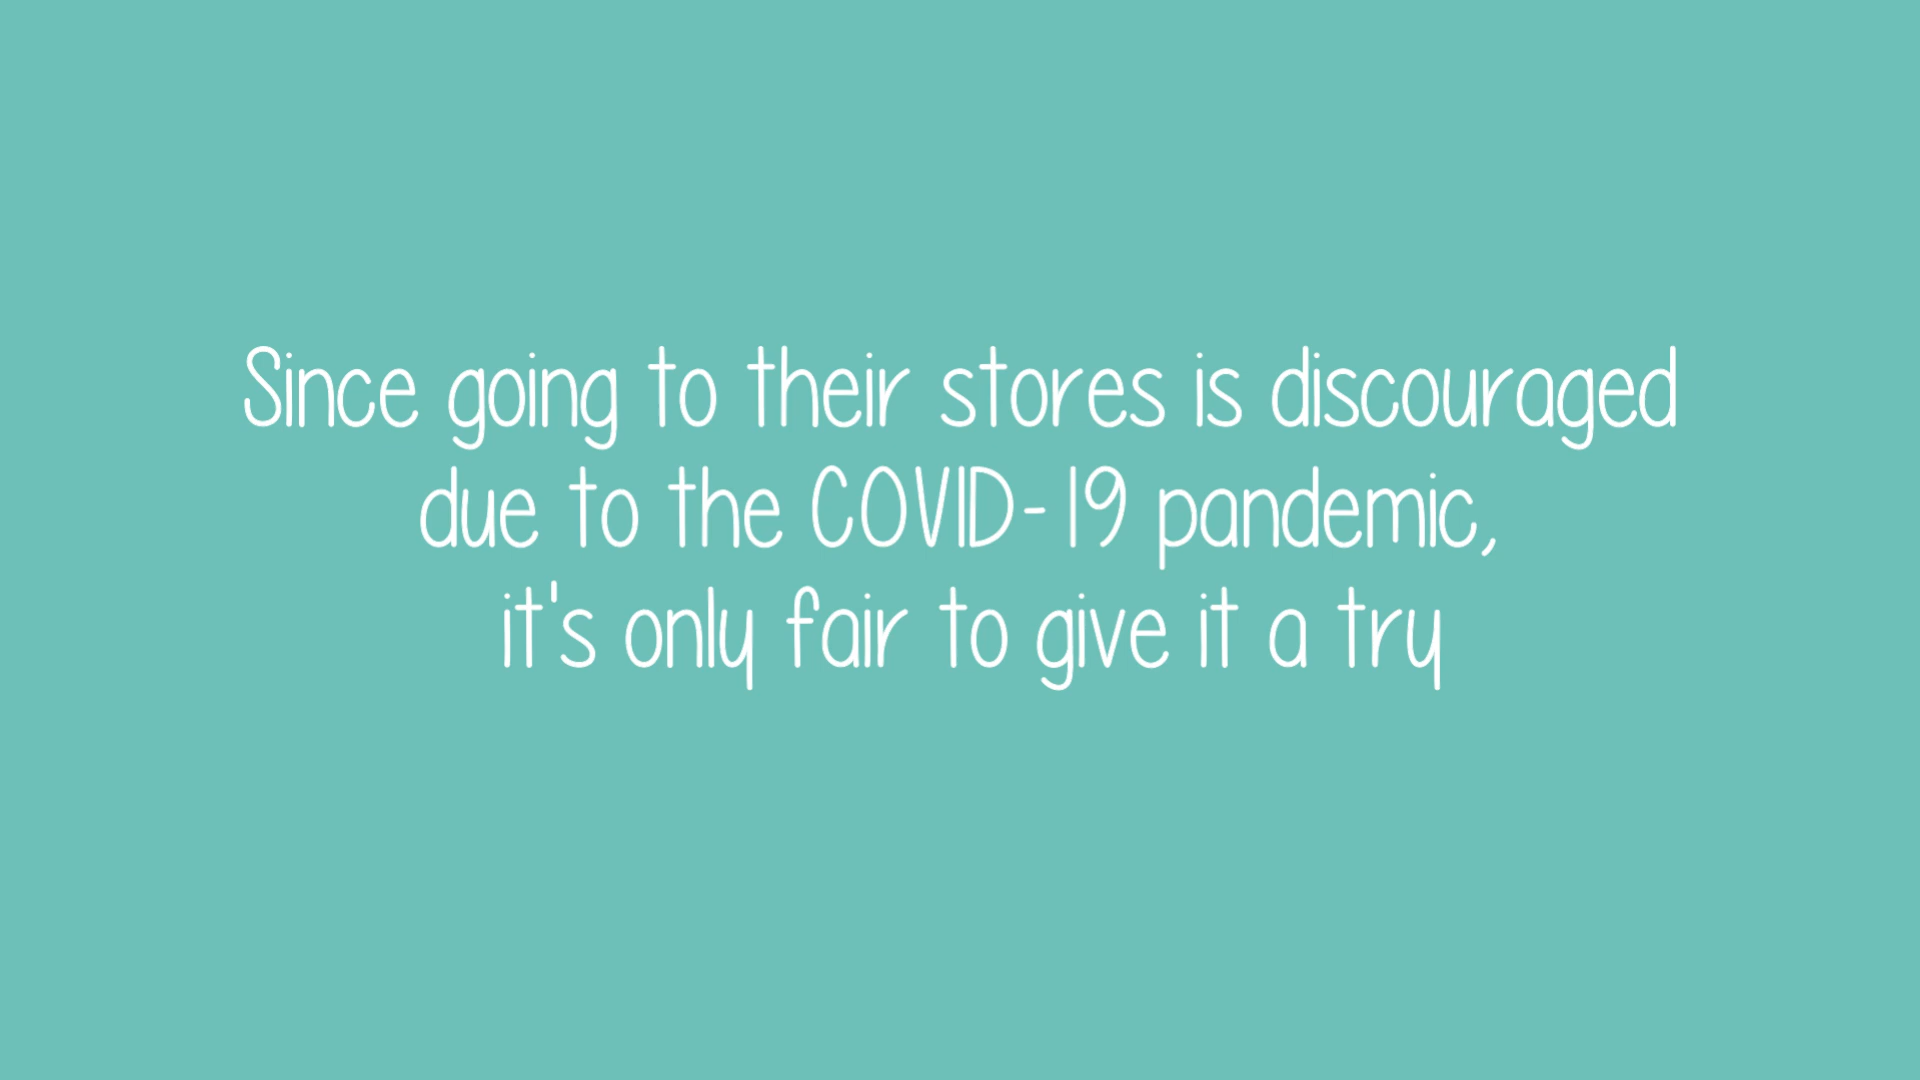 Since going to their stores is discouraged
due to the COVID-19 pandemic,
it's only fair to give it a try